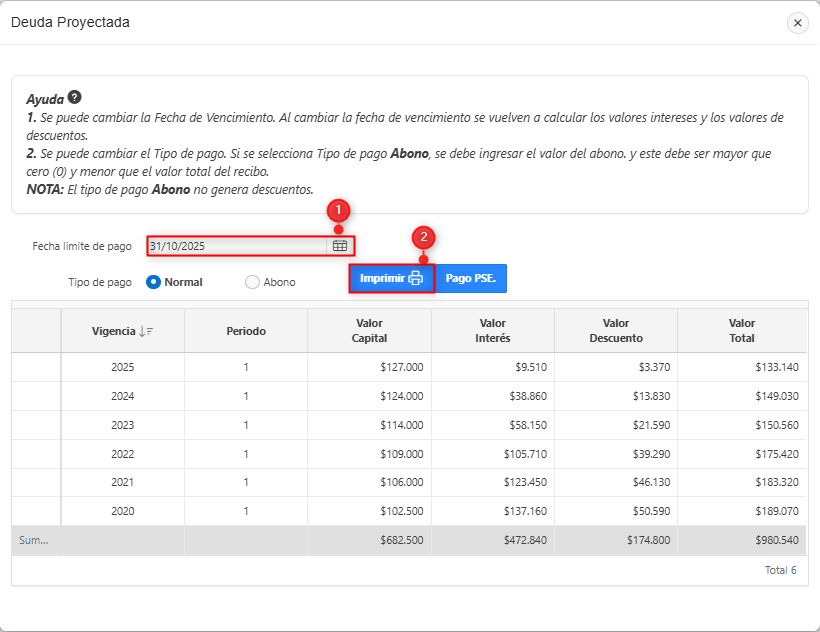 Deuda Proyectada
Ayuda
1. Se puede cambiar la Fecha de Vencimiento. Al cambiar la fecha de vencimiento se vuelven a calcular los valores intereses y los valores de
descuentos.
2. Se puede cambiar el Tipo de pago. Si se selecciona Tipo de pago Abono, se debe ingresar el valor del abono. y este debe ser mayor que
cero (0) y menor que el valor total del recibo.
NOTA: El tipo de pago Abono no genera descuentos.
1
Fecha límite de pago 31/10/2025
2
Tipo de pago Normal Abono Imprimir Pago PSE.
Vigencia Periodo Valor Capital Valor Interés Valor Descuento Valor Total
2025 1 $127.000 $9.510 $3.370 $133.140
2024 1 $124.000 $38.860 $13.830 $149.030
2023 1 $114.000 $58.150 $21.590 $150.560
2022 1 $109.000 $105.710 $39.290 $175.420
2021 1 $106.000 $123.450 $46.130 $183.320
2020 1 $102.500 $137.160 $50.590 $189.070
Sum... $682.500 $472.840 $174.800 $980.540
Total 6